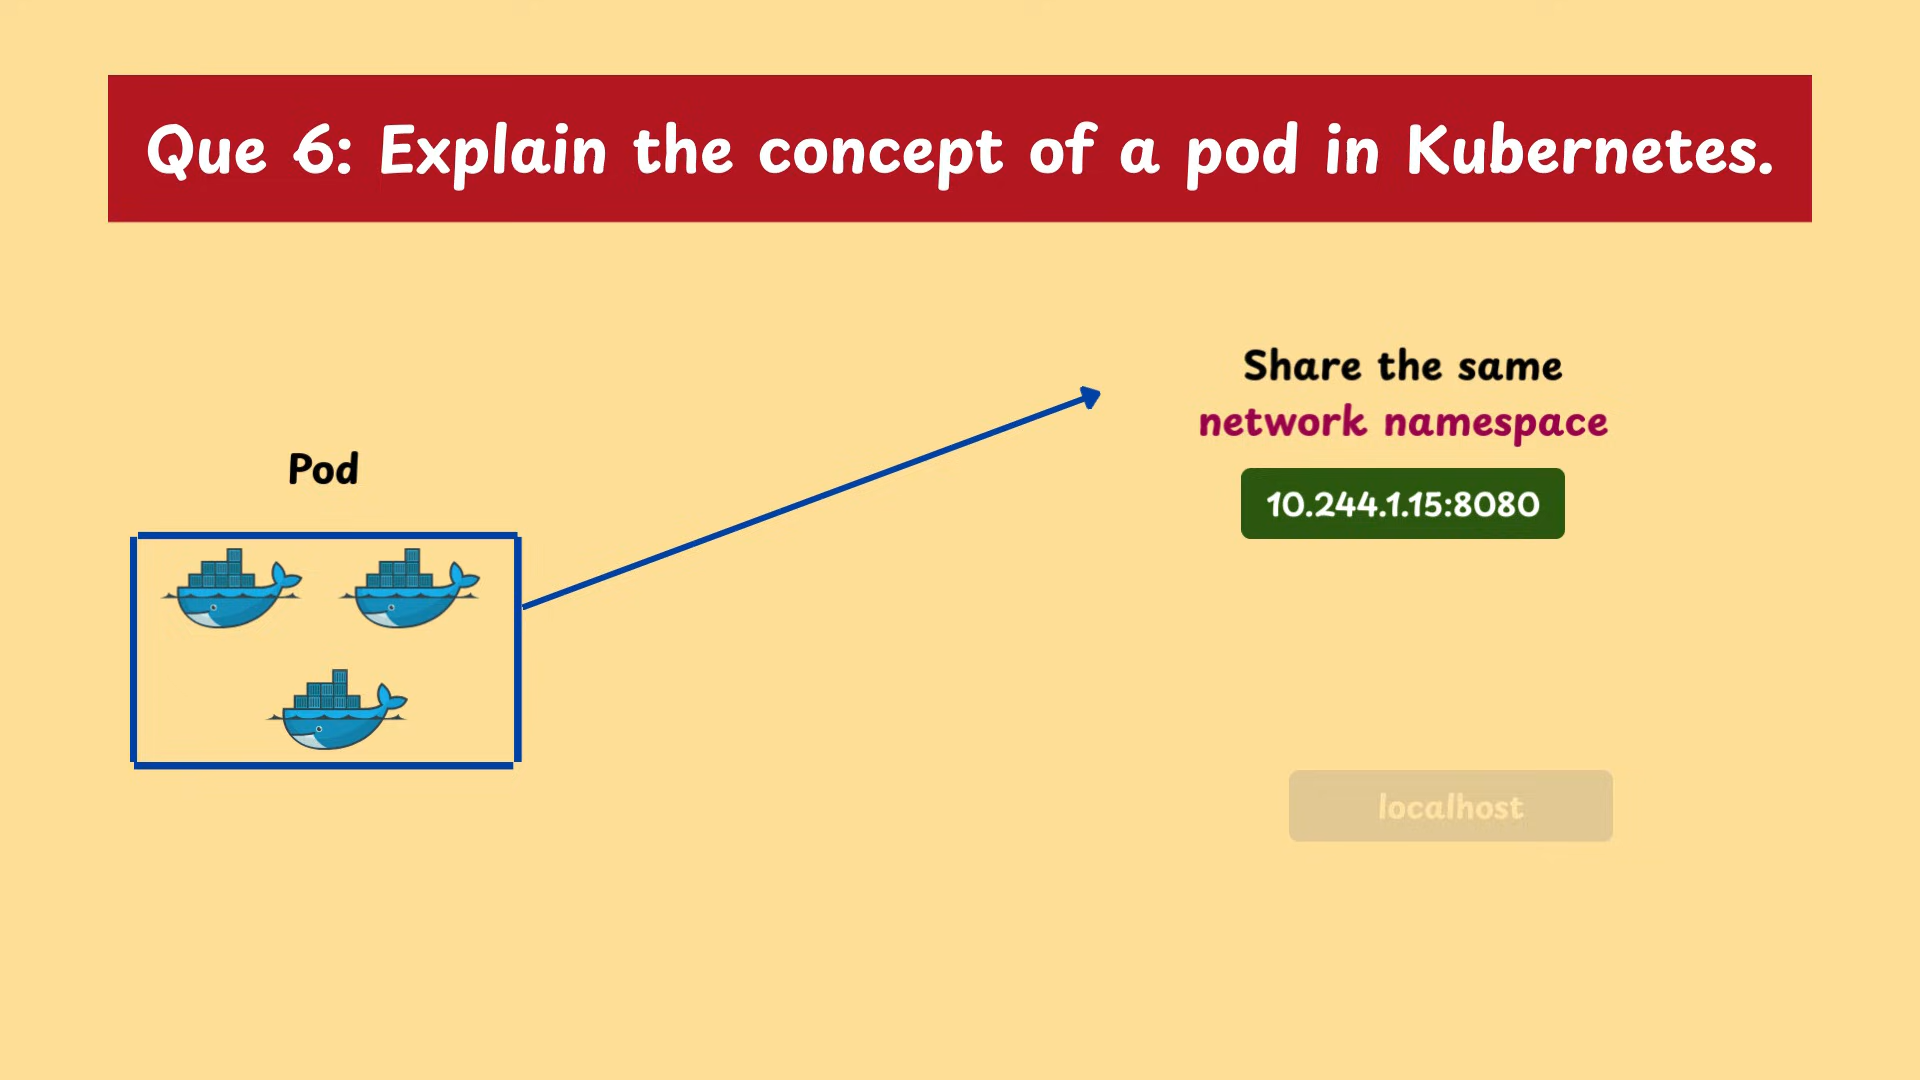 Que 6: Explain the concept of a pod in Kubernetes.
Share the same
network namespace
Pod
10.244.1.15:8080
localhost